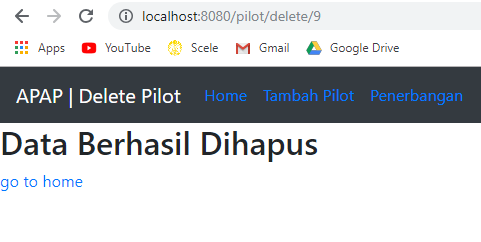 localhost:8080/pilot/delete/9
Apps YouTube Scele Gmail Google Drive
APAP | Delete Pilot Home Tambah Pilot Penerbangan
Data Berhasil Dihapus
go to home